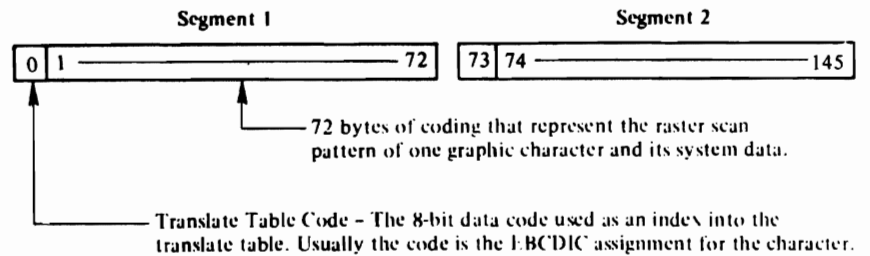 Segment 1 Segment 2
0 1 72 73 74 145
72 bytes of coding that represent the raster scan
pattern of one graphic character and its system data.
Translate Table Code – The 8-bit data code used as an index into the
translate table. Usually the code is the EBCDIC assignment for the character.